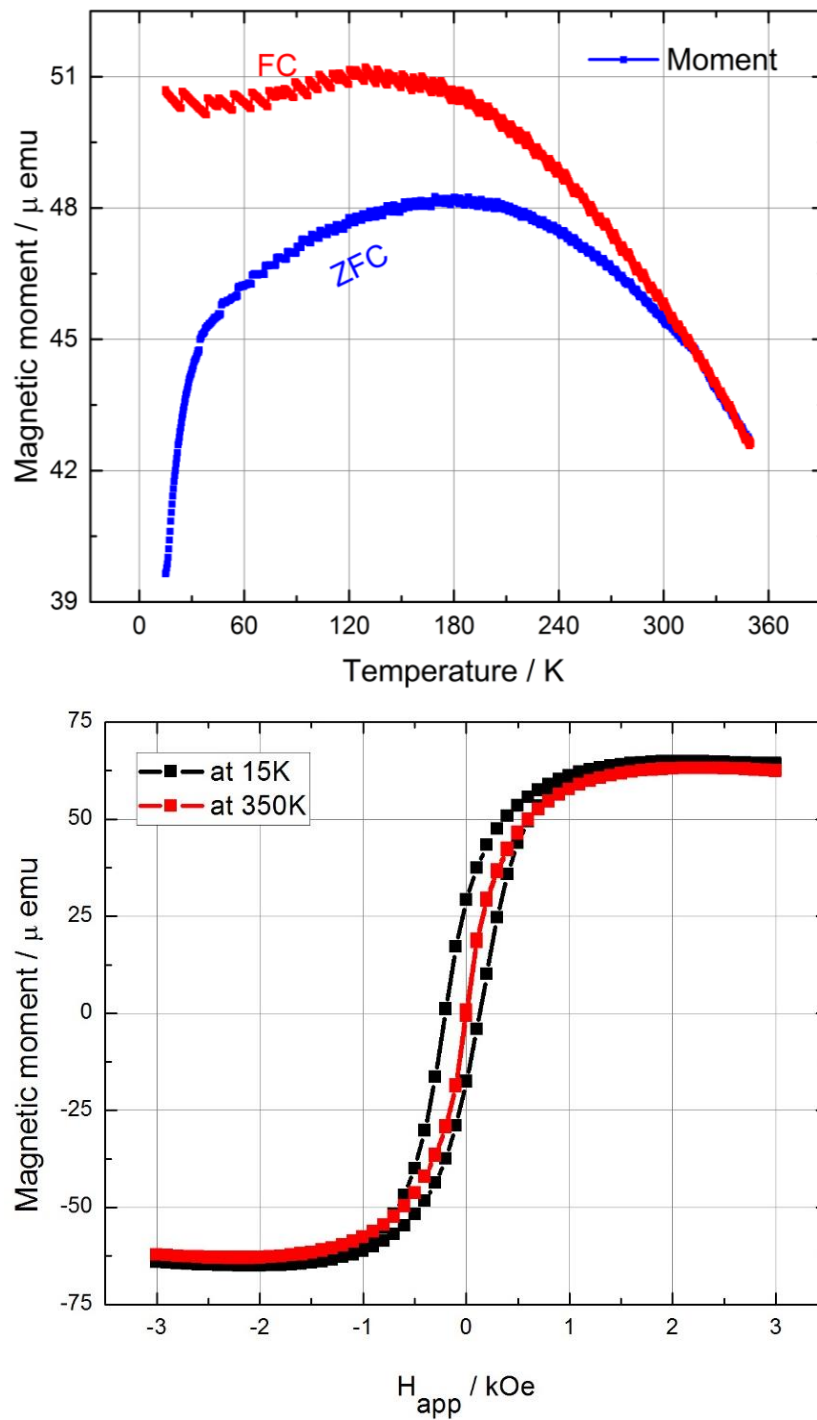 FC
Moment
ZFC
Magnetic moment / μ emu
51
48
45
42
39
0 60 120 180 240 300 360
Temperature / K
at 15K
at 350K
Magnetic moment / μ emu
75
50
25
0
-25
-50
-75
-3 -2 -1 0 1 2 3
H_app / kOe